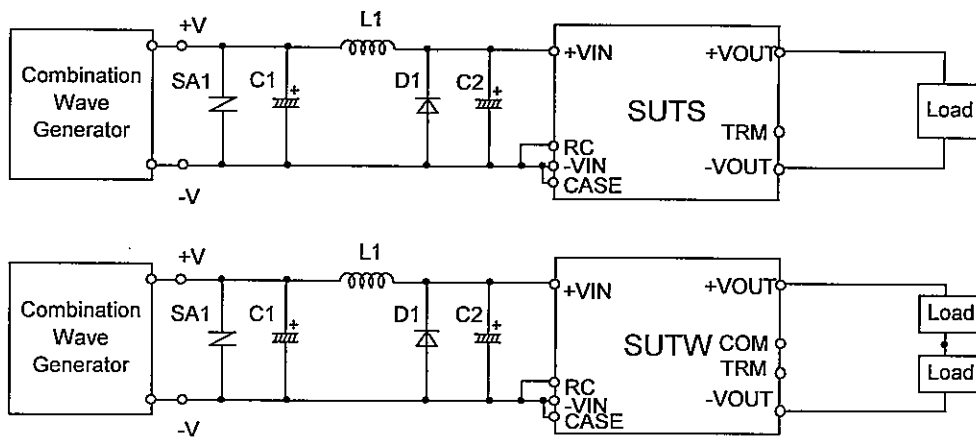 +V
L1
Combination
Wave
Generator
SA1
C1
+
D1
C2
+
+VIN
+VOUT
SUTS
Load
TRM
RC
-VIN
CASE
-VOUT
-V
+V
L1
Combination
Wave
Generator
SA1
C1
+
D1
C2
+
+VIN
+VOUT
Load
SUTW
COM
TRM
Load
RC
-VIN
CASE
-VOUT
-V